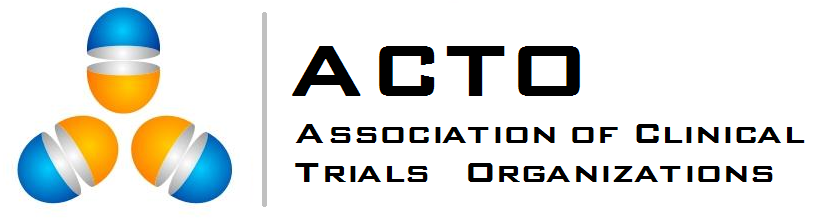 ACTO
ASSOCIATION OF CLINICAL
TRIALS ORGANIZATIONS